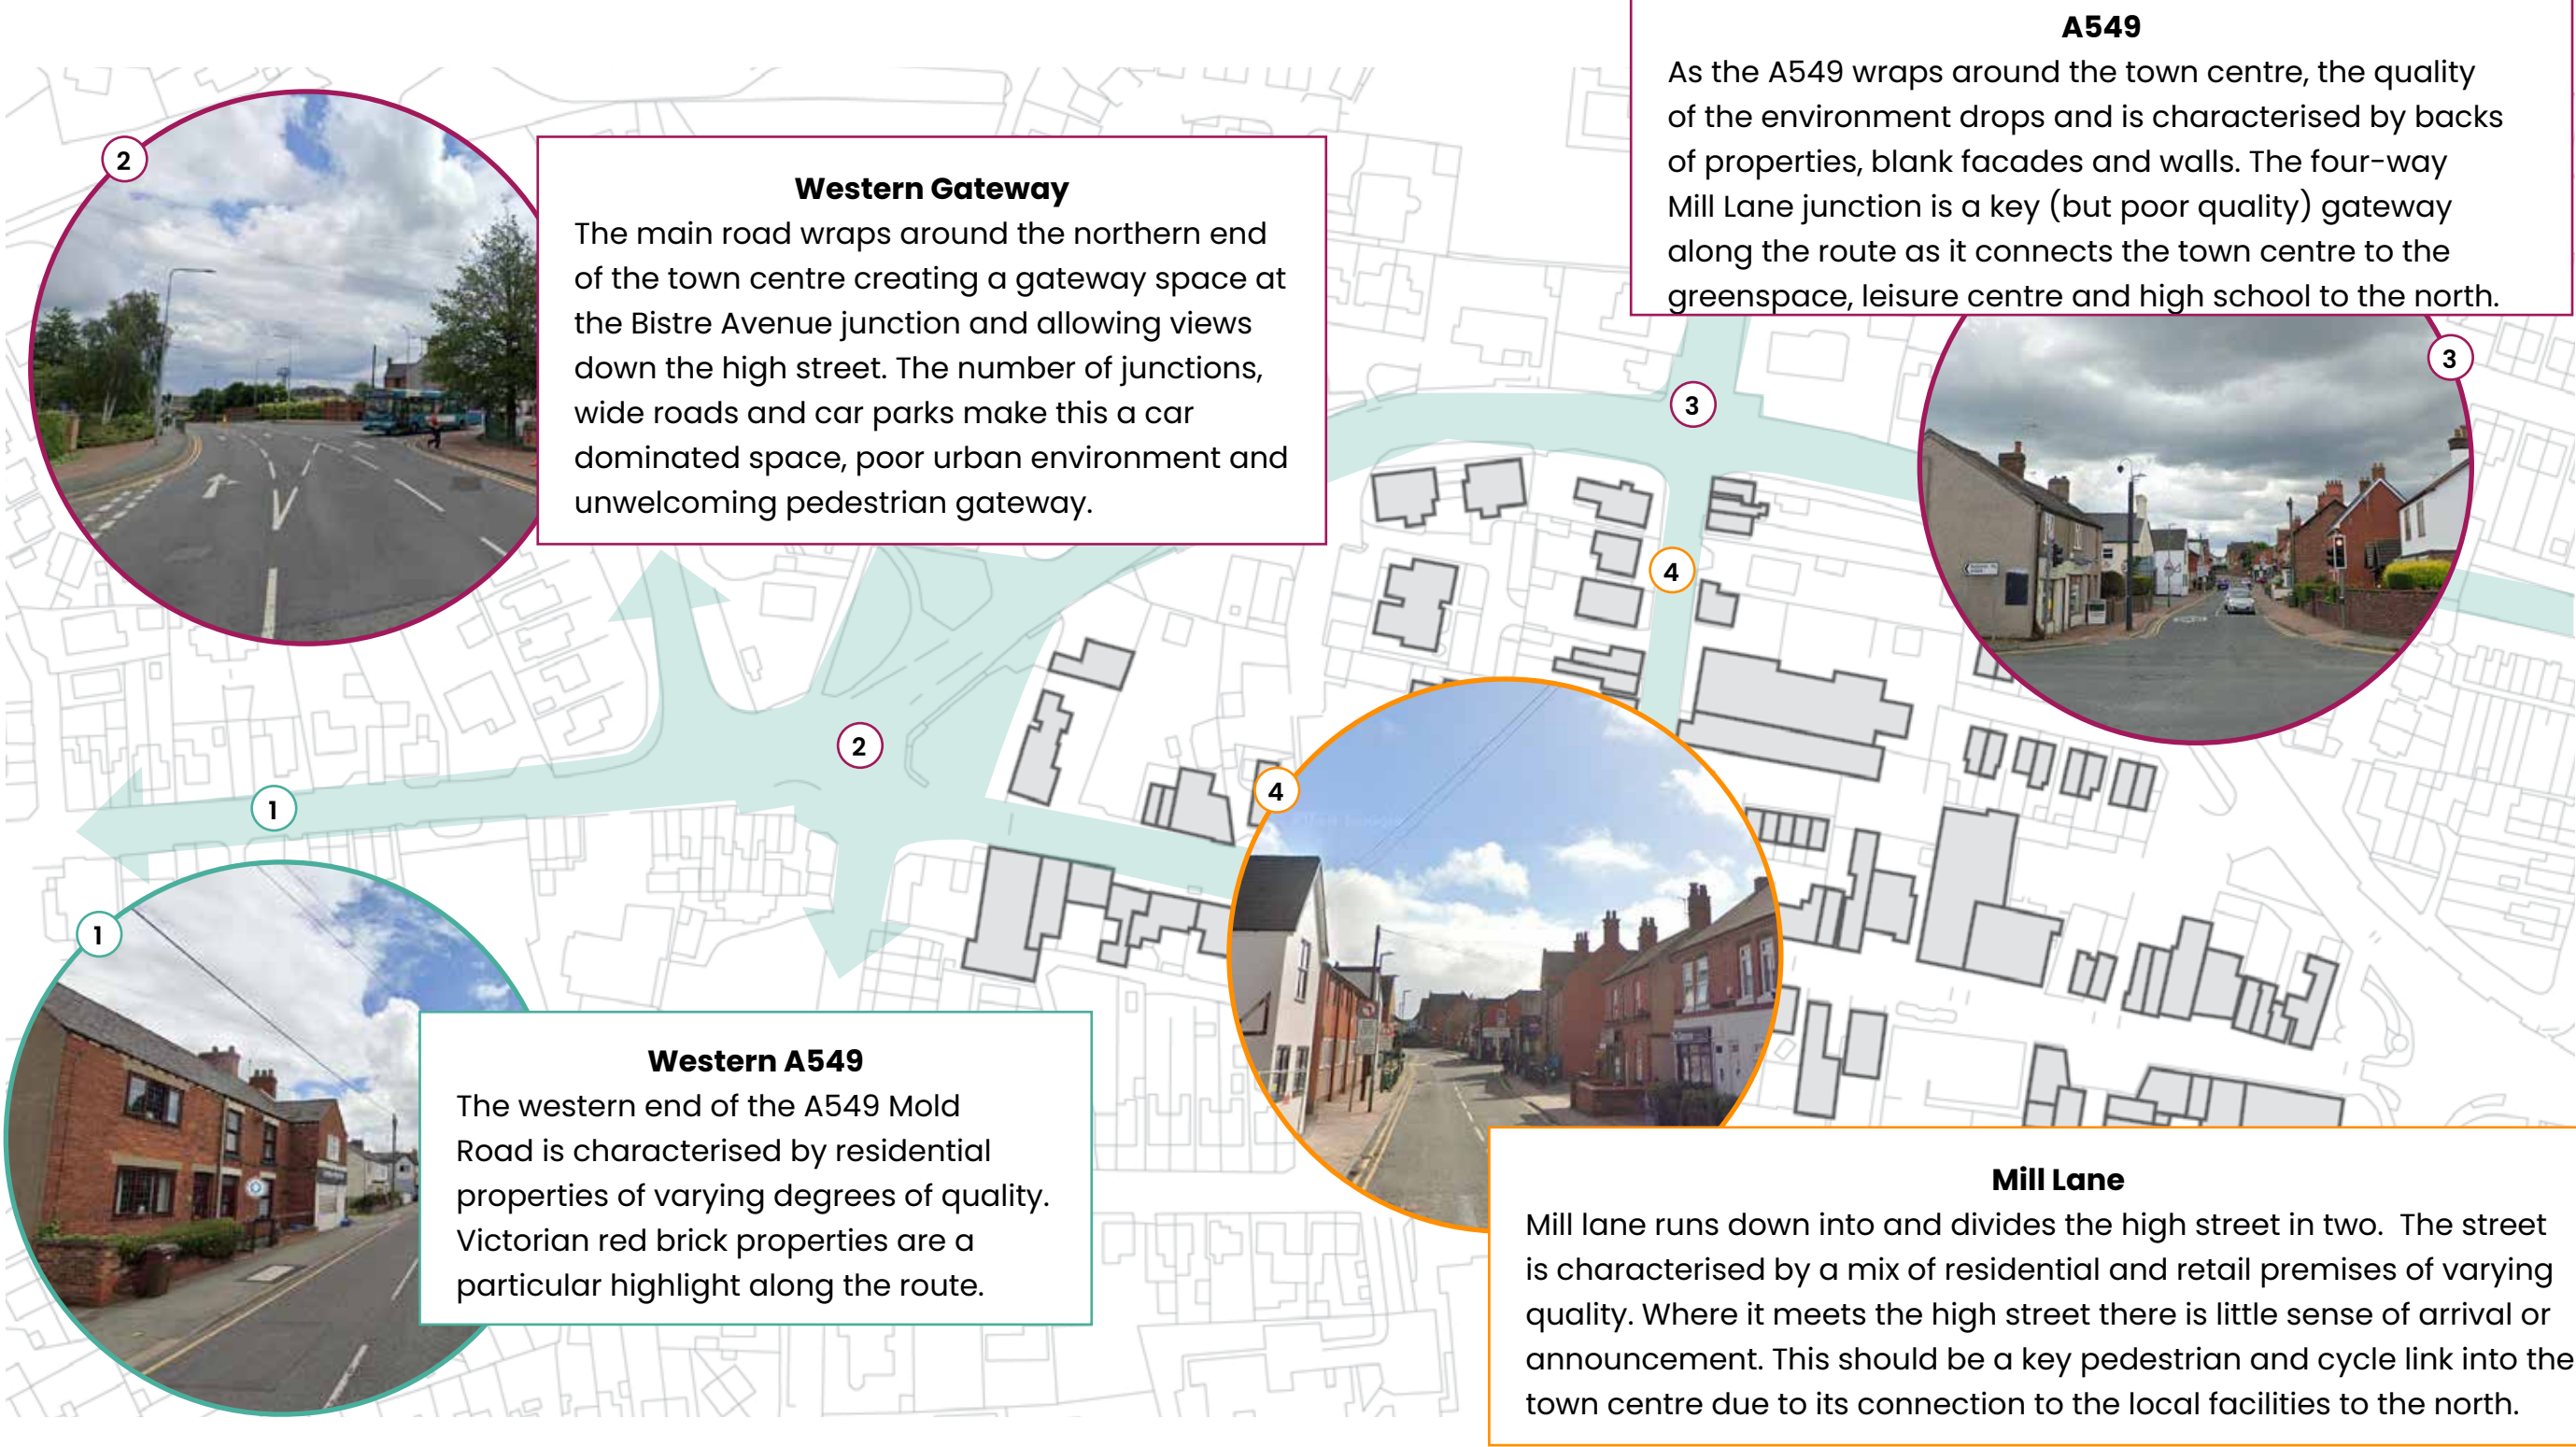 A549
As the A549 wraps around the town centre, the quality
of the environment drops and is characterised by backs
of properties, blank facades and walls. The four-way
Mill Lane junction is a key (but poor quality) gateway
along the route as it connects the town centre to the
greenspace, leisure centre and high school to the north.
2
Western Gateway
The main road wraps around the northern end
of the town centre creating a gateway space at
the Bistre Avenue junction and allowing views
down the high street. The number of junctions,
wide roads and car parks make this a car
dominated space, poor urban environment and
unwelcoming pedestrian gateway.
3
3
4
2
4
1
1
Western A549
The western end of the A549 Mold
Road is characterised by residential
properties of varying degrees of quality.
Victorian red brick properties are a
particular highlight along the route.
Mill Lane
Mill lane runs down into and divides the high street in two.  The street
is characterised by a mix of residential and retail premises of varying
quality. Where it meets the high street there is little sense of arrival or
announcement. This should be a key pedestrian and cycle link into the
town centre due to its connection to the local facilities to the north.